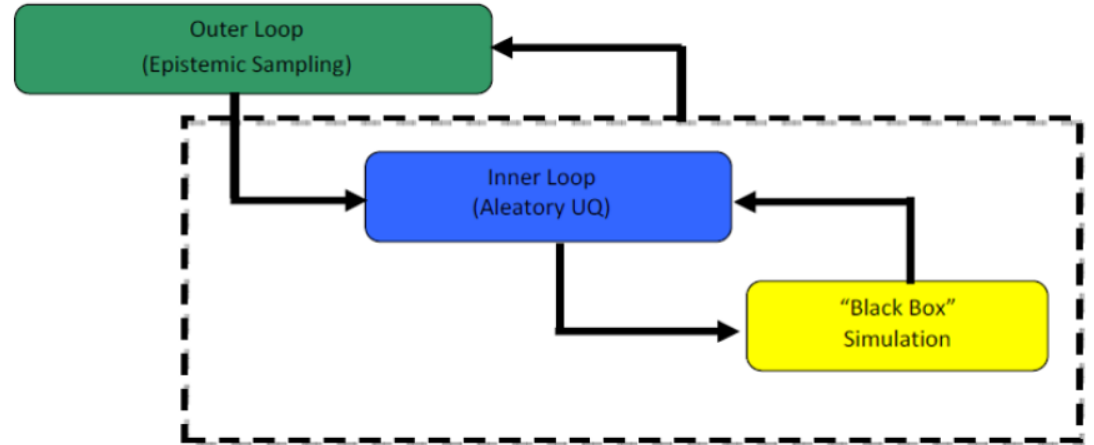 Outer Loop
(Epistemic Sampling)
Inner Loop
(Aleatory UQ)
“Black Box”
Simulation